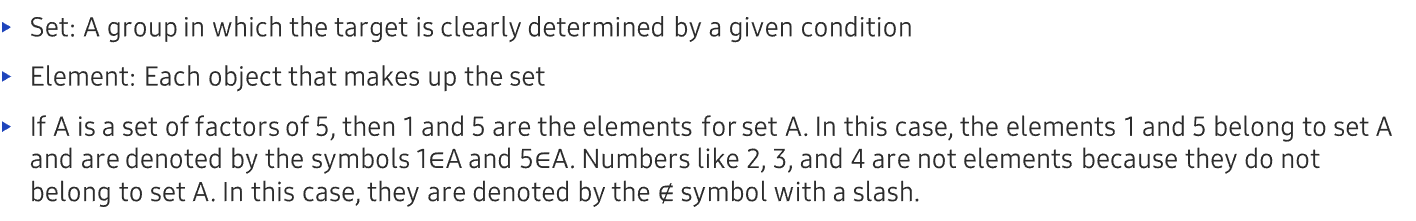 ▸ Set: A group in which the target is clearly determined by a given condition
▸ Element: Each object that makes up the set
▸ If A is a set of factors of 5, then 1 and 5 are the elements for set A. In this case, the elements 1 and 5 belong to set A
and are denoted by the symbols 1∈A and 5∈A. Numbers like 2, 3, and 4 are not elements because they do not
belong to set A. In this case, they are denoted by the ∉ symbol with a slash.